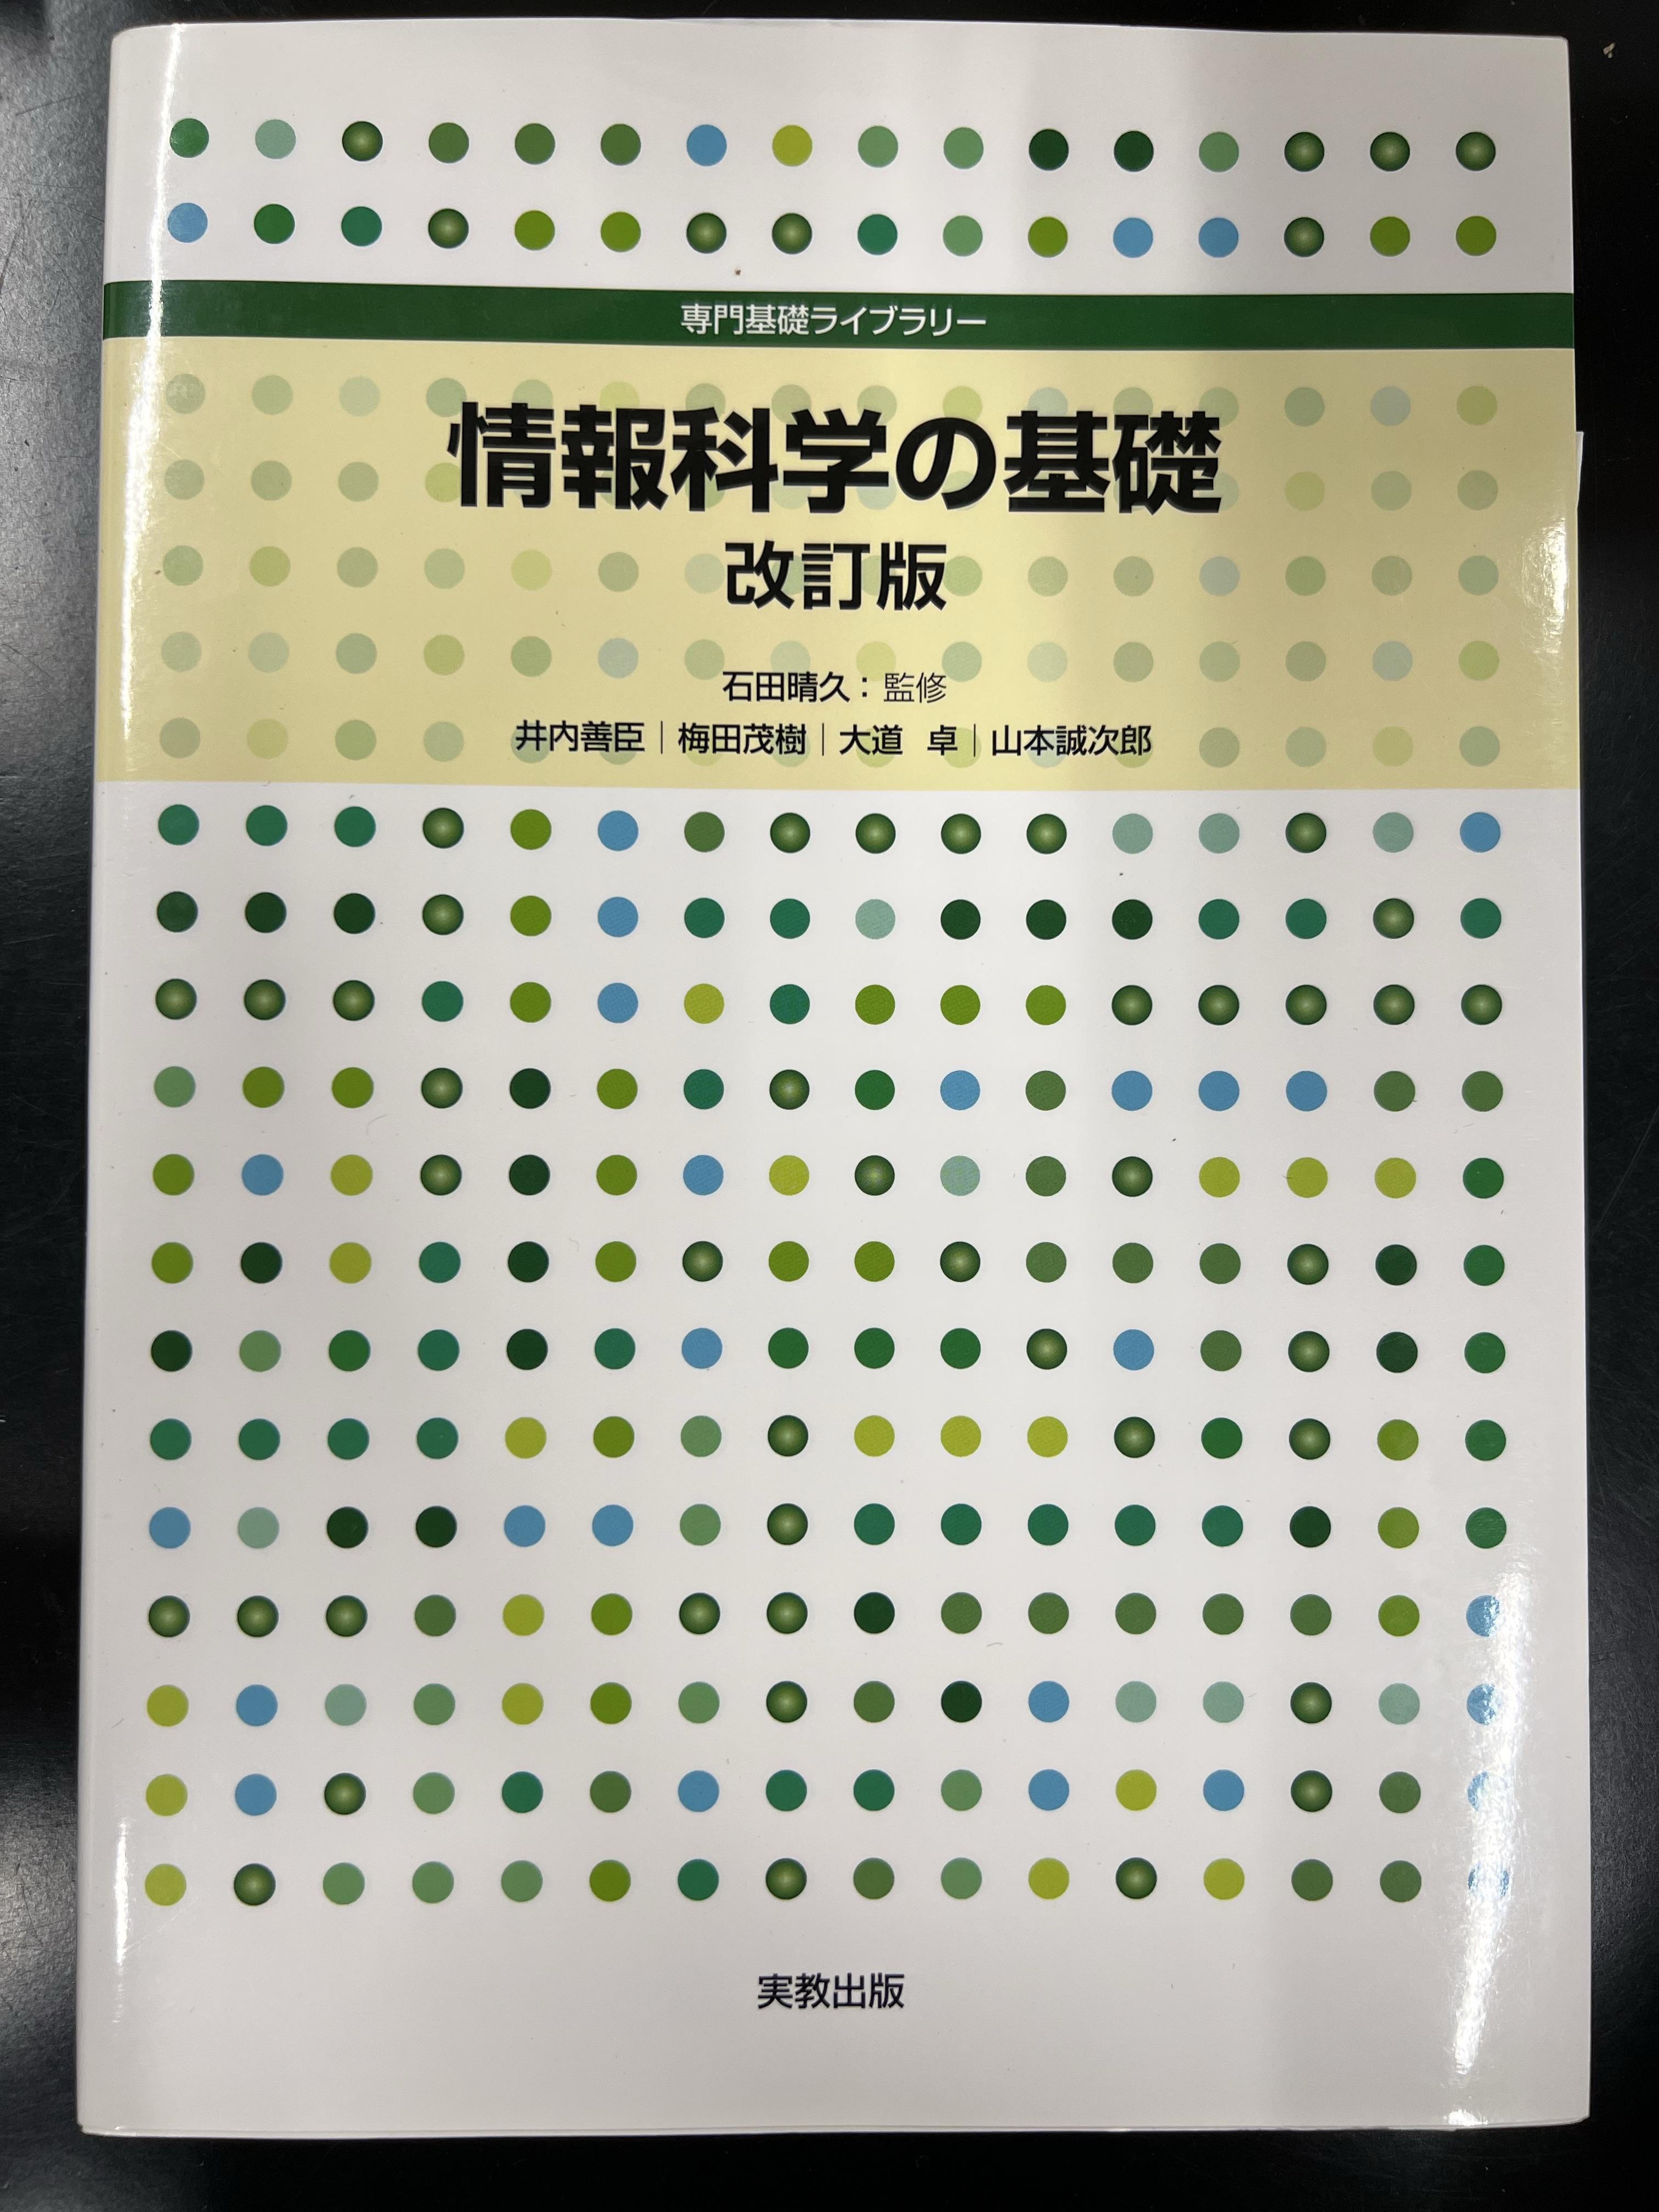 専門基礎ライブラリー
情報科学の基礎
改訂版
石田晴久：監修
井内善臣｜梅田茂樹｜大道 卓｜山本誠次郎
実教出版